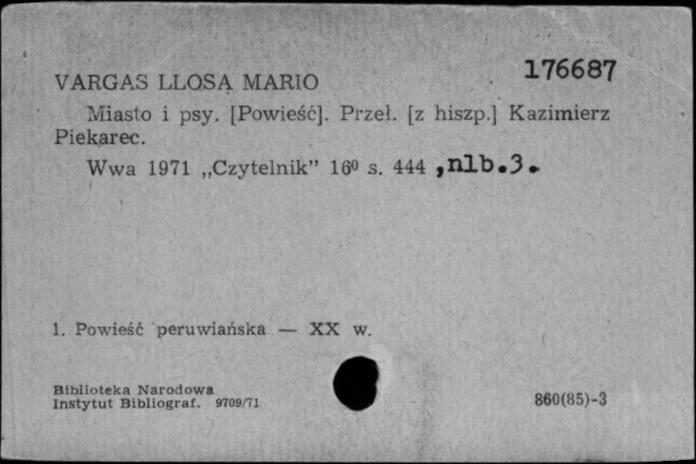 176687
VARGAS LLOSA MARIO
Miasto i psy. [Powieść]. Przeł. [z hiszp.] Kazimierz
Piekarec.
Wwa 1971 „Czytelnik” 16⁰ s. 444 ,nlb.3.
1. Powieść peruwiańska — XX w.
Biblioteka Narodowa
Instytut Bibliograf. 9709/71
860(85)-3